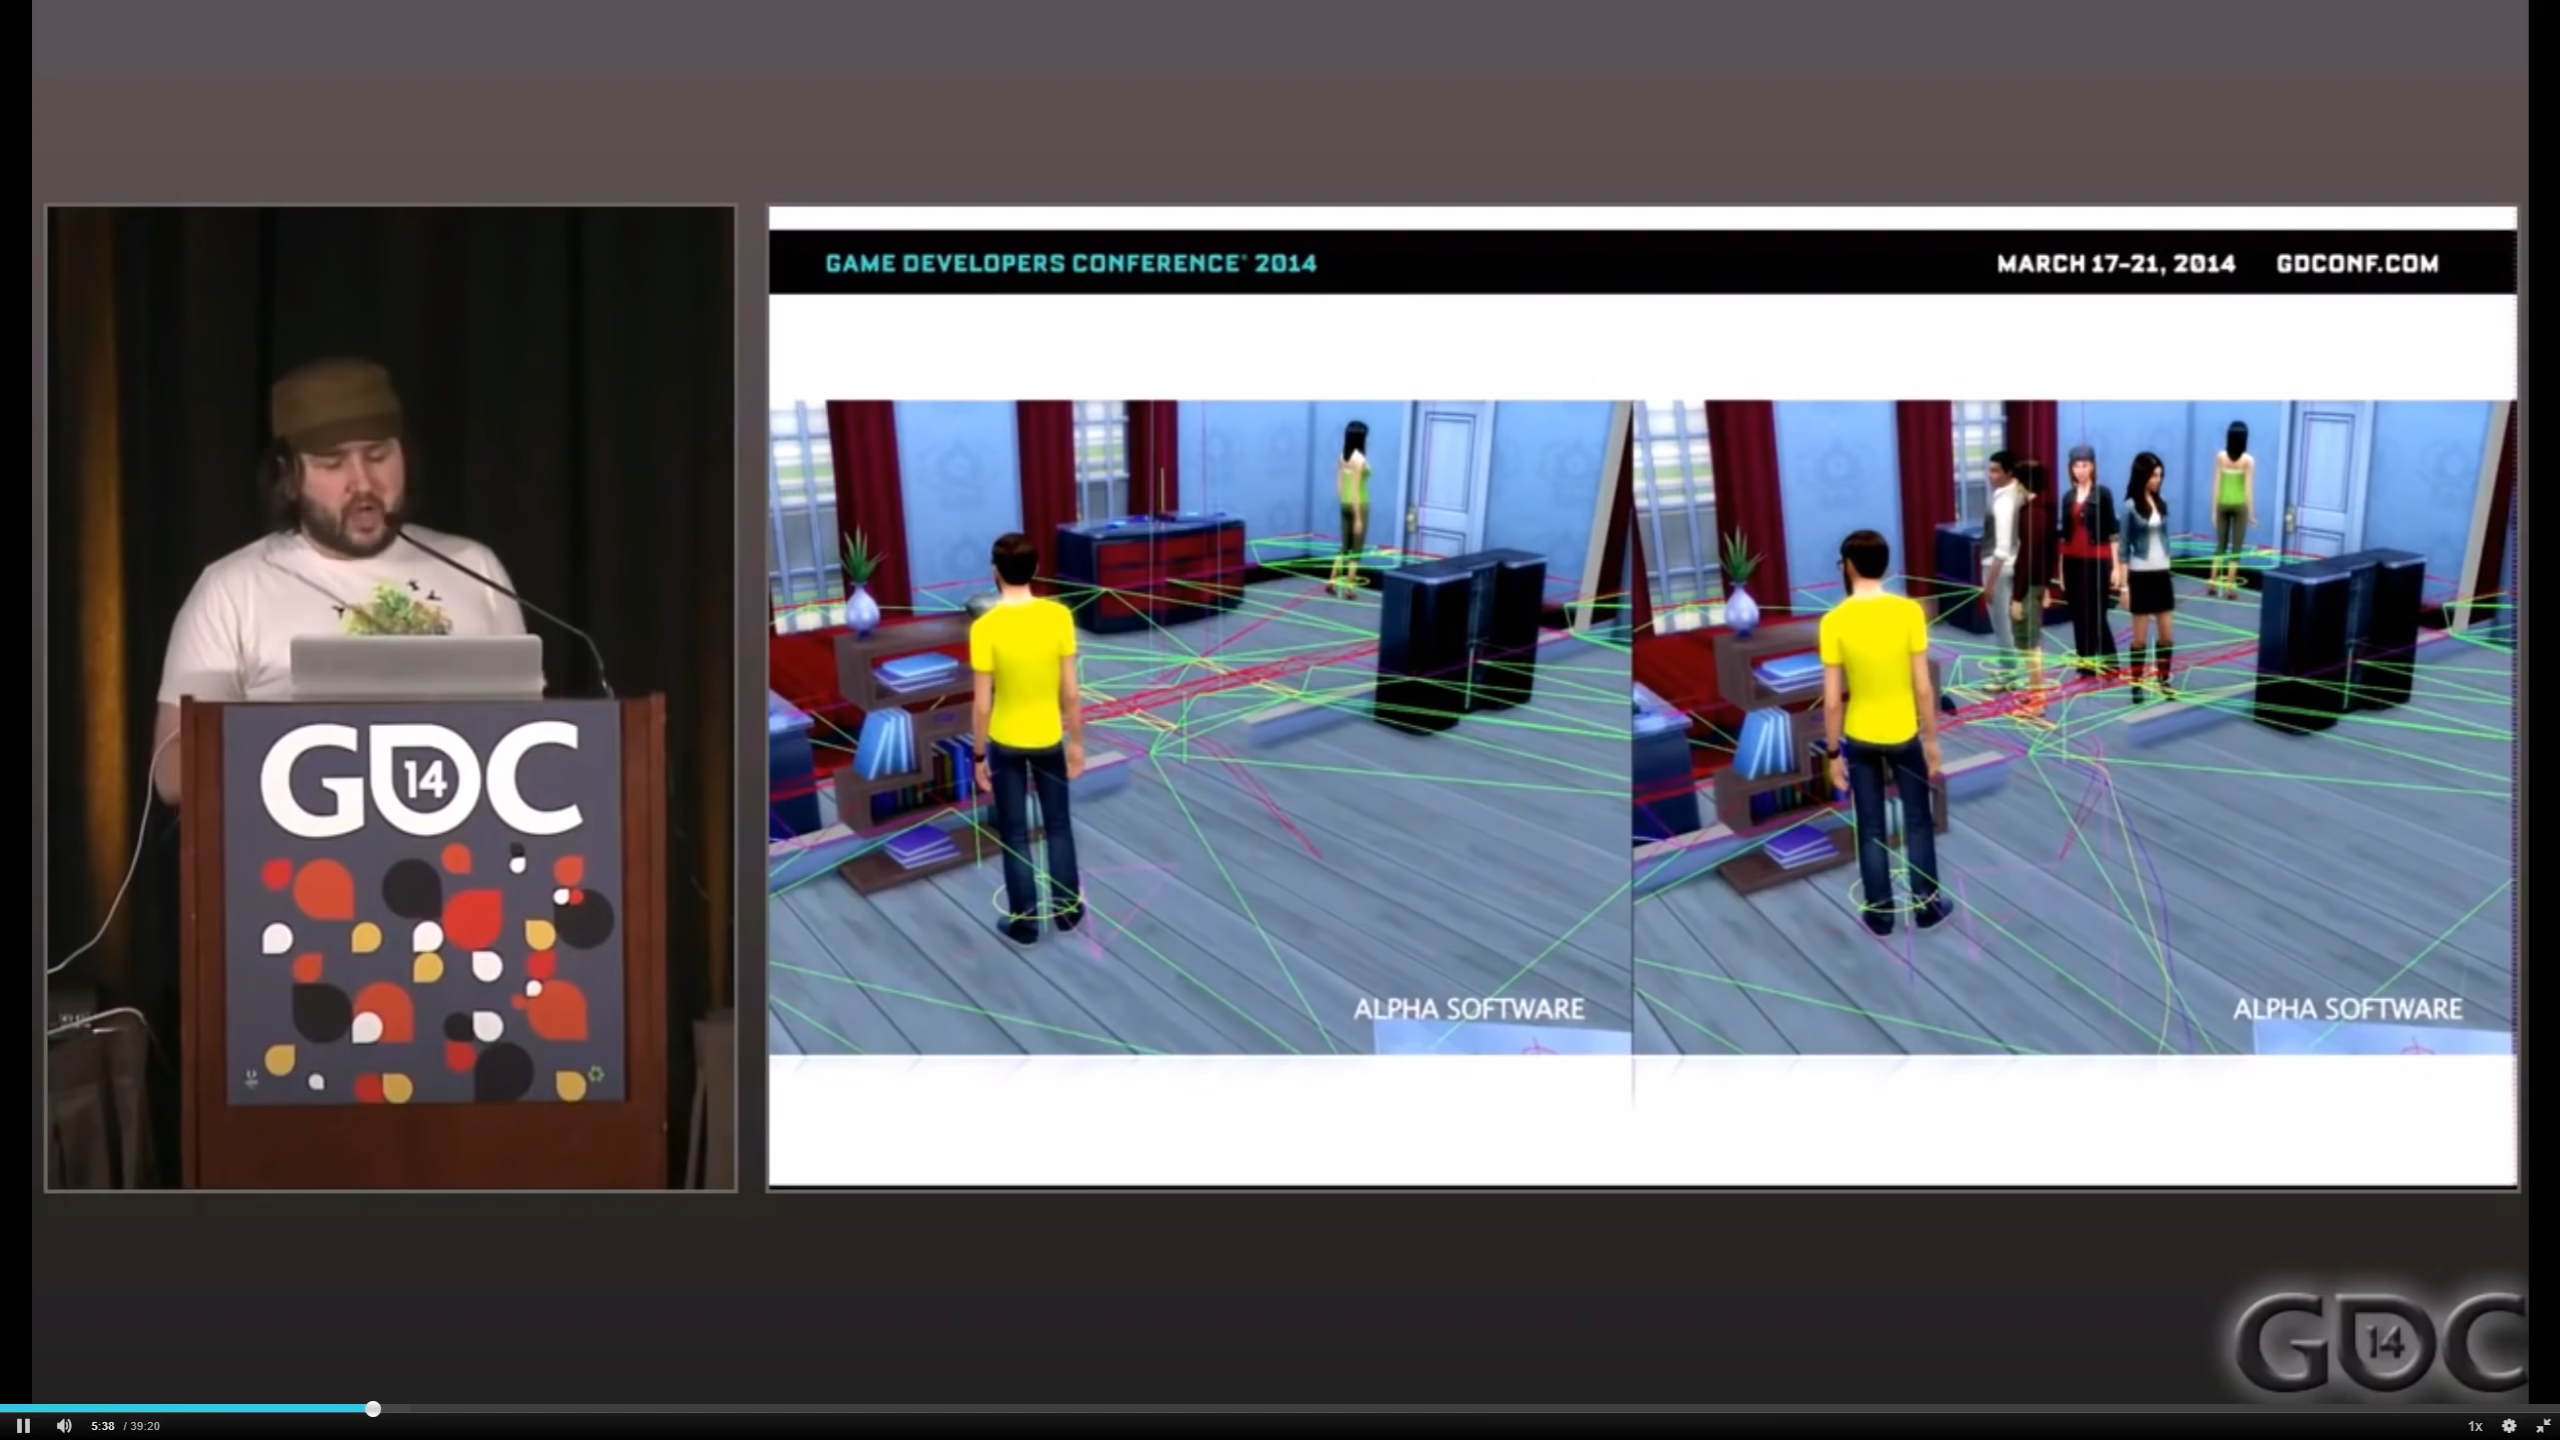 GAME DEVELOPERS CONFERENCE 2014
MARCH 17-21, 2014 GDCONF.COM
GDC
14
ALPHA SOFTWARE
ALPHA SOFTWARE
GDC
14
5:38 / 39:20
1x